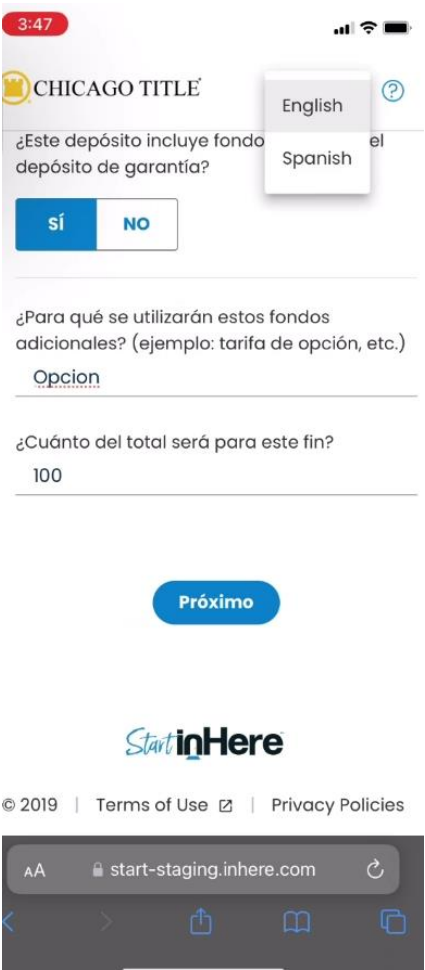 3:47
CHICAGO TITLE
English
Spanish
¿Este depósito incluye fondo el
depósito de garantía?
SÍ NO
¿Para qué se utilizarán estos fondos
adicionales? (ejemplo: tarifa de opción, etc.)
Opcion
¿Cuánto del total será para este fin?
100
Próximo
Start inHere
© 2019 | Terms of Use | Privacy Policies
AA start-staging.inhere.com